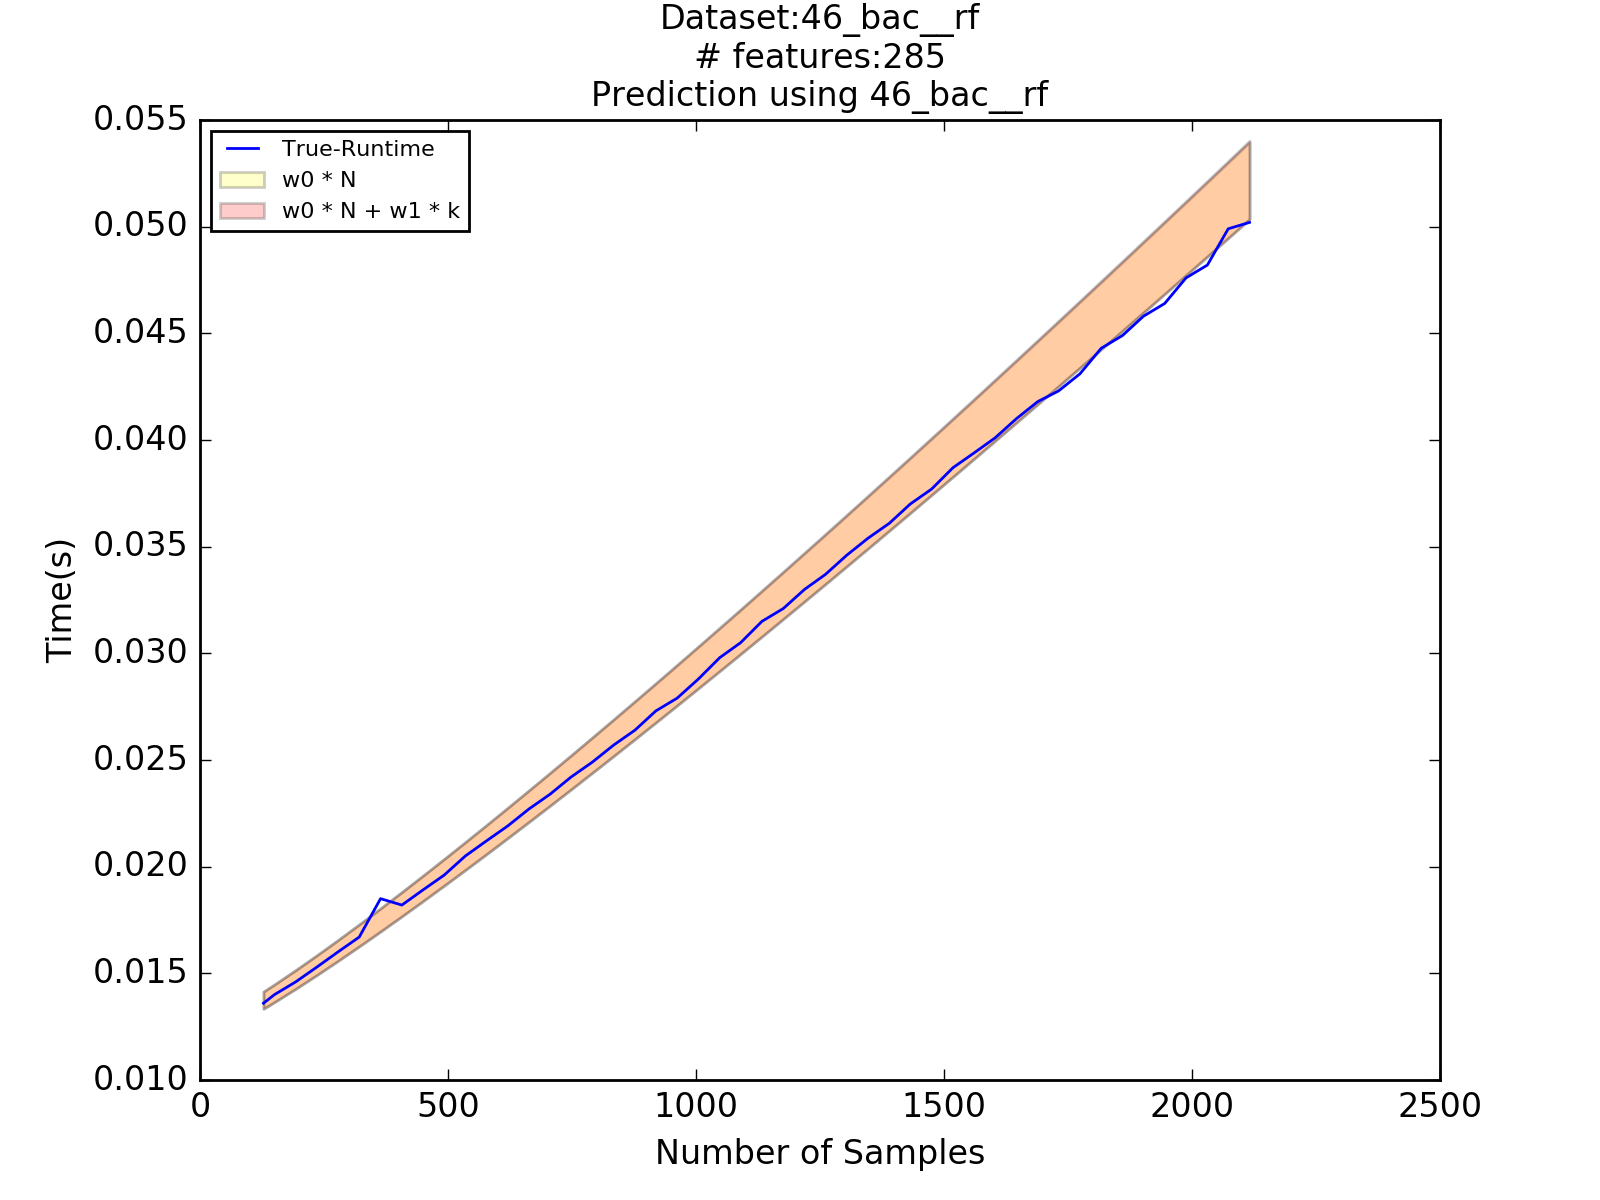 Dataset:46_bac__rf
# features:285
Prediction using 46_bac__rf
True-Runtime
w0 * N
w0 * N + w1 * k
0.055
0.050
0.045
0.040
0.035
0.030
0.025
0.020
0.015
0.010
Time(s)
0 500 1000 1500 2000 2500
Number of Samples